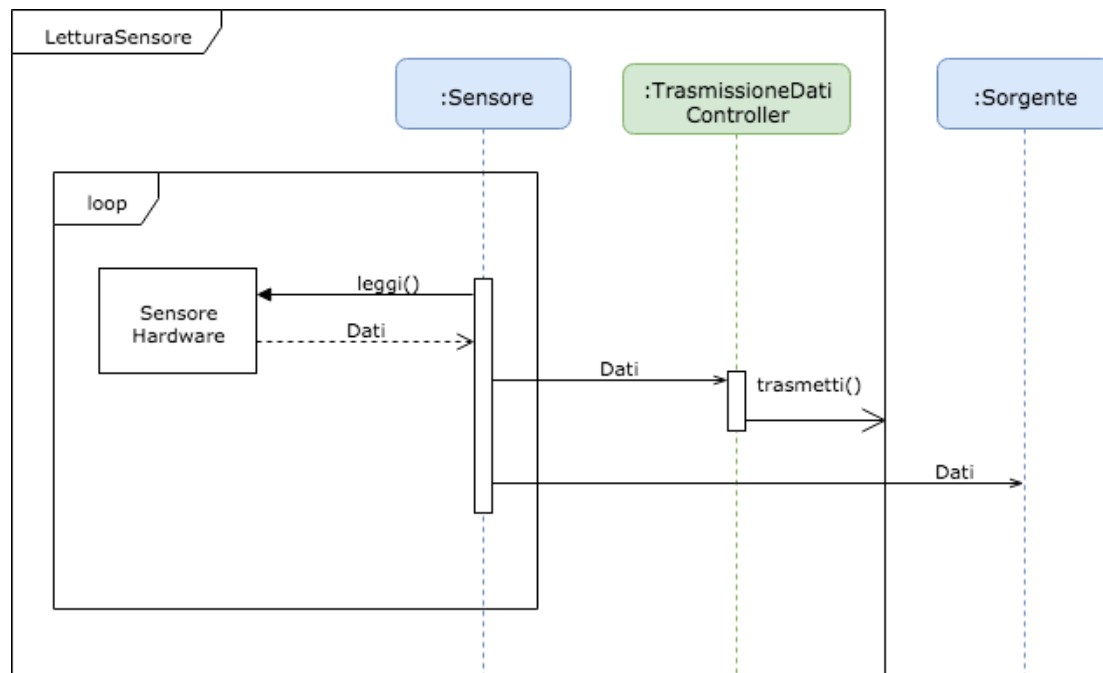 LetturaSensore
:Sensore
:TrasmissioneDati
Controller
:Sorgente
loop
leggi()
Sensore
Hardware
Dati
Dati
trasmetti()
Dati